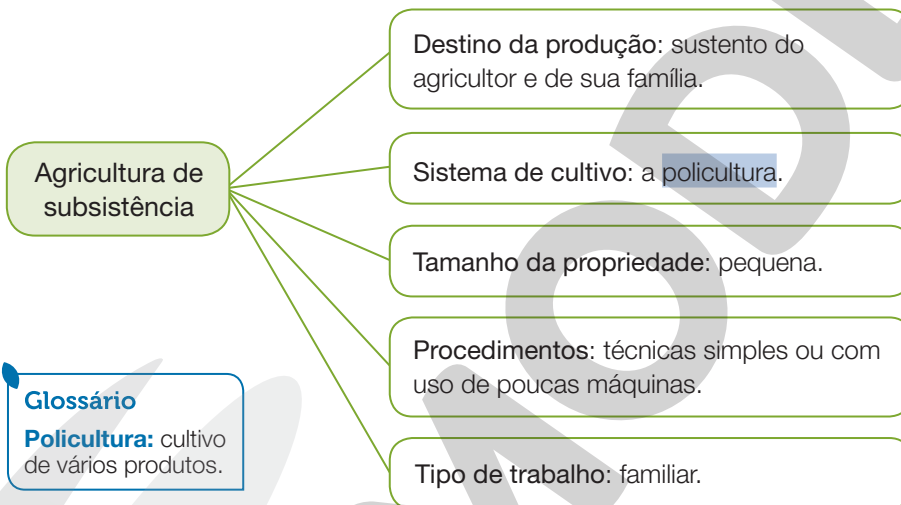 Destino da produção: sustento do
agricultor e de sua família.
Agricultura de
subsistência
Sistema de cultivo: a policultura.
Tamanho da propriedade: pequena.
Procedimentos: técnicas simples ou com
uso de poucas máquinas.
Tipo de trabalho: familiar.
Glossário
Policultura: cultivo
de vários produtos.